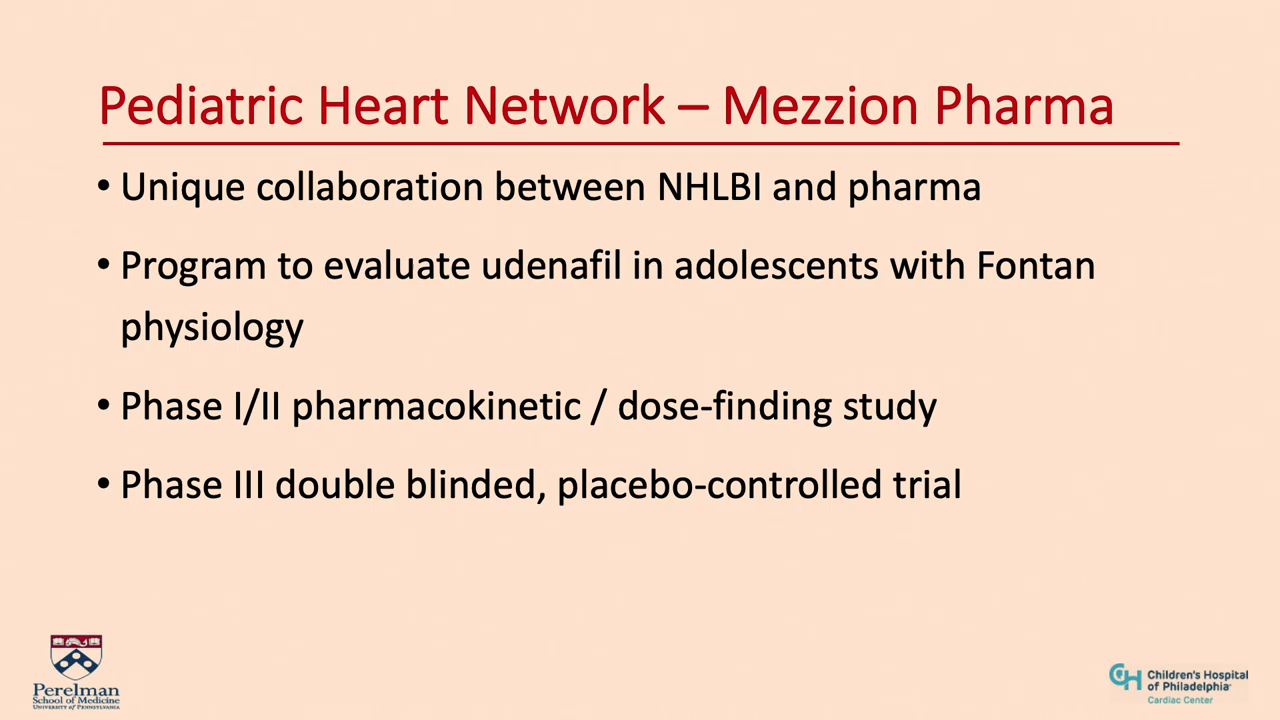 Pediatric Heart Network – Mezzion Pharma
• Unique collaboration between NHLBI and pharma
• Program to evaluate udenafil in adolescents with Fontan
physiology
• Phase I/II pharmacokinetic / dose-finding study
• Phase III double blinded, placebo-controlled trial
Perelman
School of Medicine
University of Pennsylvania
Children's Hospital
of Philadelphia
Cardiac Center